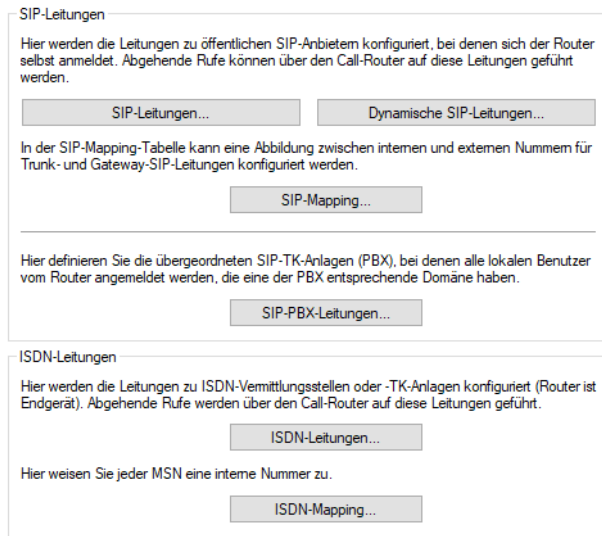 SIP-Leitungen
Hier werden die Leitungen zu öffentlichen SIP-Anbietern konfiguriert, bei denen sich der Router
selbst anmeldet. Abgehende Rufe können über den Call-Router auf diese Leitungen geführt
werden.
SIP-Leitungen... Dynamische SIP-Leitungen...
In der SIP-Mapping-Tabelle kann eine Abbildung zwischen internen und externen Nummern für
Trunk- und Gateway-SIP-Leitungen konfiguriert werden.
SIP-Mapping...
Hier definieren Sie die übergeordneten SIP-TK-Anlagen (PBX), bei denen alle lokalen Benutzer
vom Router angemeldet werden, die eine der PBX entsprechende Domäne haben.
SIP-PBX-Leitungen...
ISDN-Leitungen
Hier werden die Leitungen zu ISDN-Vermittlungsstellen oder -TK-Anlagen konfiguriert (Router ist
Endgerät). Abgehende Rufe werden über den Call-Router auf diese Leitungen geführt.
ISDN-Leitungen...
Hier weisen Sie jeder MSN eine interne Nummer zu.
ISDN-Mapping...